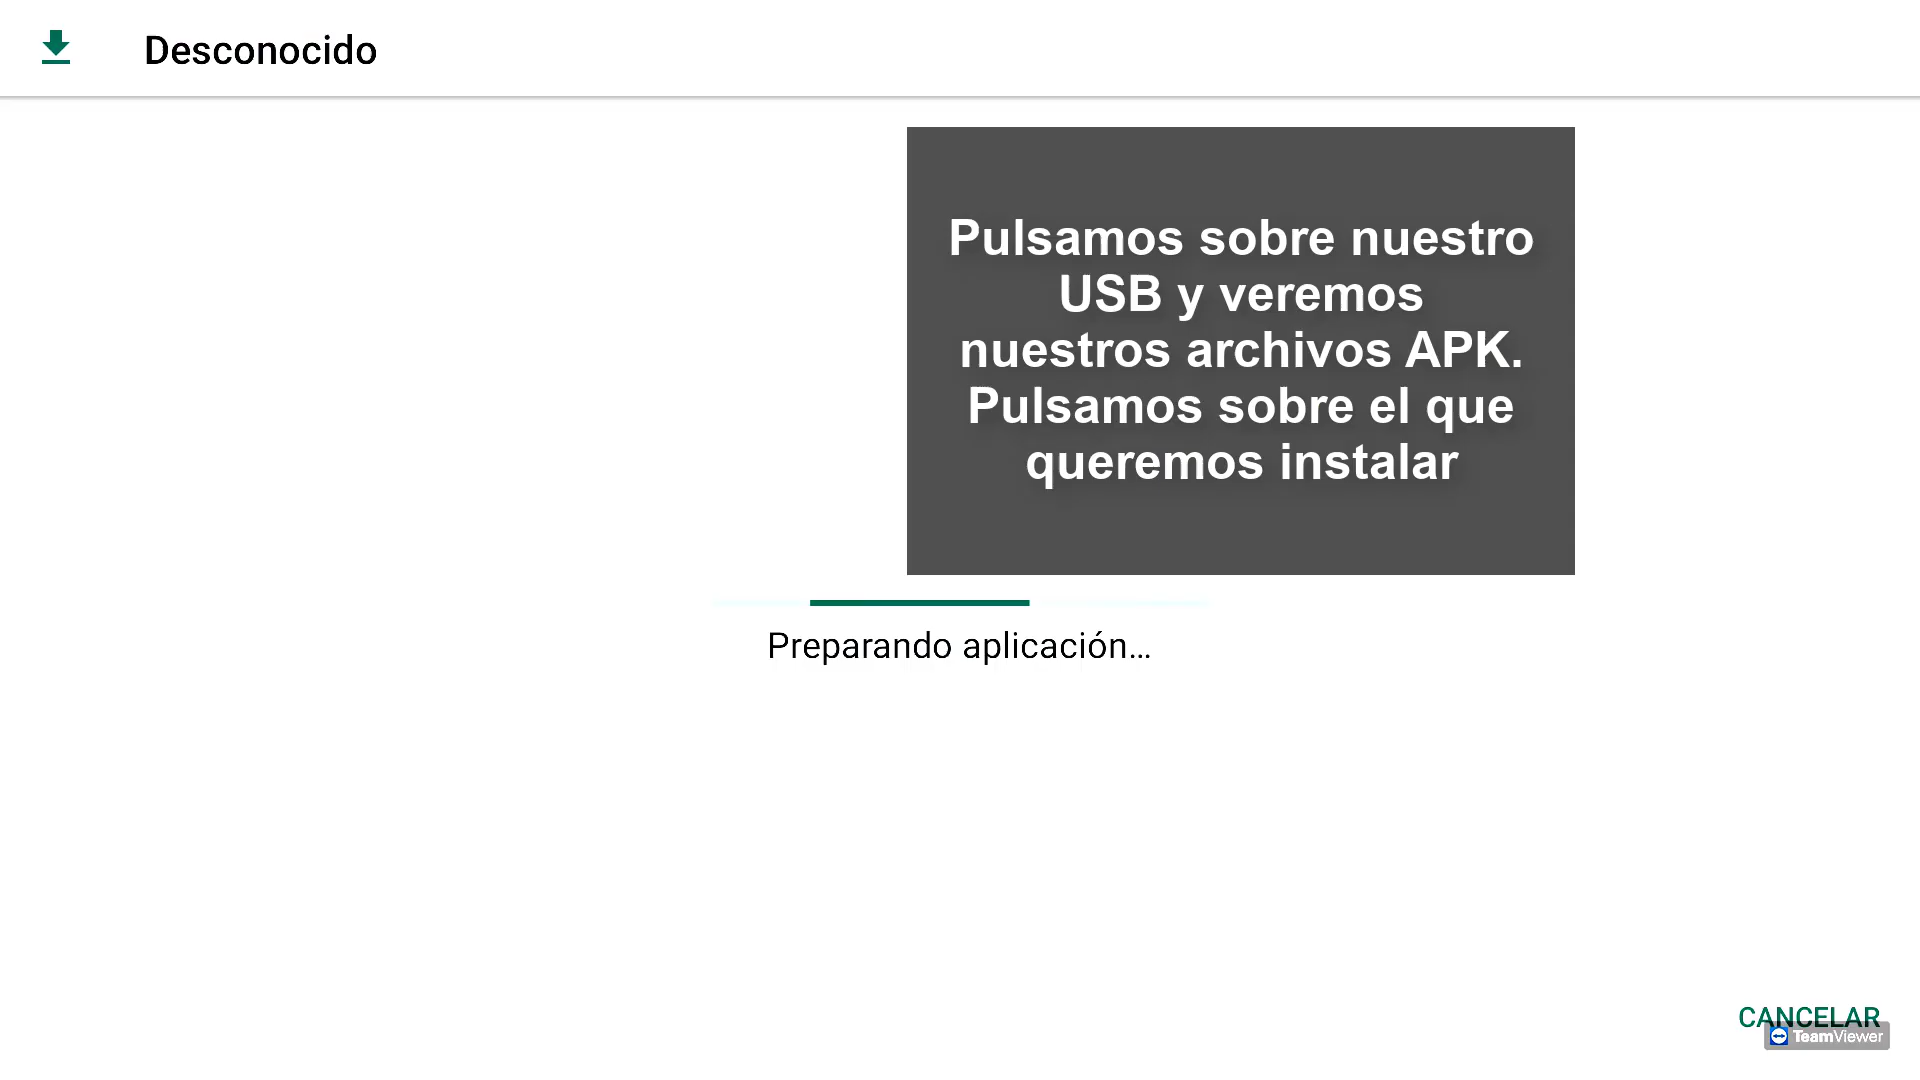 Desconocido
Pulsamos sobre nuestro
USB y veremos
nuestros archivos APK.
Pulsamos sobre el que
queremos instalar
Preparando aplicación...
CANCELAR
TeamViewer